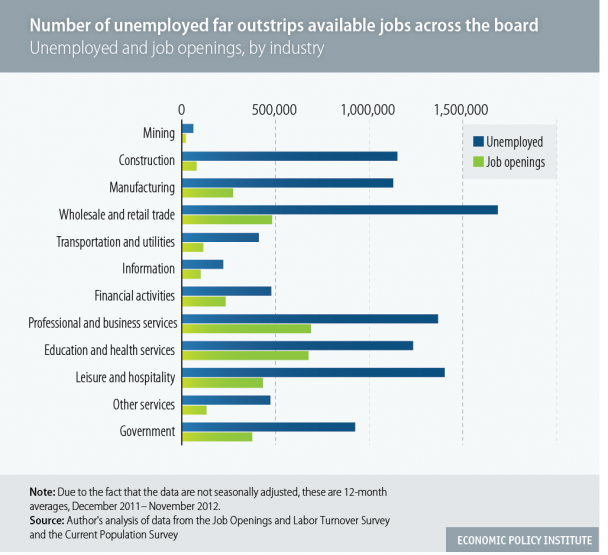 Number of unemployed far outstrips available jobs across the board
Unemployed and job openings, by industry
0 500,000 1,000,000 1,500,000
Unemployed
Job openings
Mining
Construction
Manufacturing
Wholesale and retail trade
Transportation and utilities
Information
Financial activities
Professional and business services
Education and health services
Leisure and hospitality
Other services
Government
Note: Due to the fact that the data are not seasonally adjusted, these are 12-month
averages, December 2011– November 2012.
Source: Author's analysis of data from the Job Openings and Labor Turnover Survey
and the Current Population Survey
ECONOMIC POLICY INSTITUTE